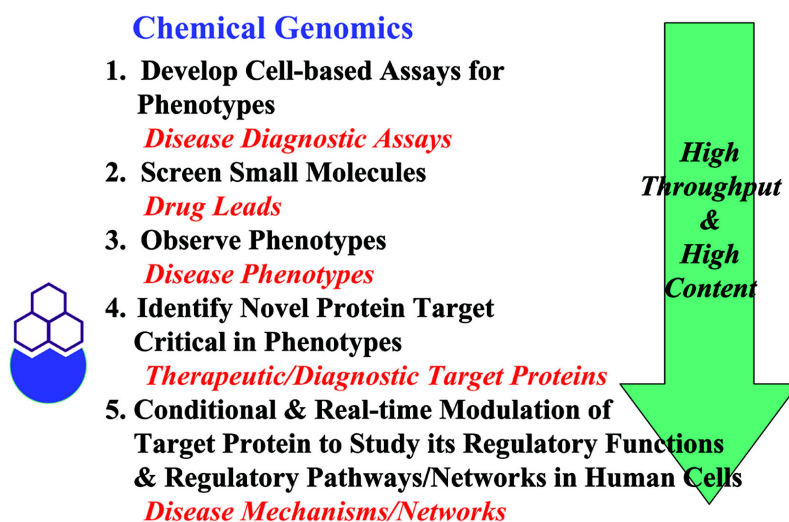 Chemical Genomics
1. Develop Cell-based Assays for
Phenotypes
Disease Diagnostic Assays
2. Screen Small Molecules
Drug Leads
3. Observe Phenotypes
Disease Phenotypes
4. Identify Novel Protein Target
Critical in Phenotypes
Therapeutic/Diagnostic Target Proteins
5. Conditional & Real-time Modulation of
Target Protein to Study its Regulatory Functions
& Regulatory Pathways/Networks in Human Cells
Disease Mechanisms/Networks
High
Throughput
&
High
Content